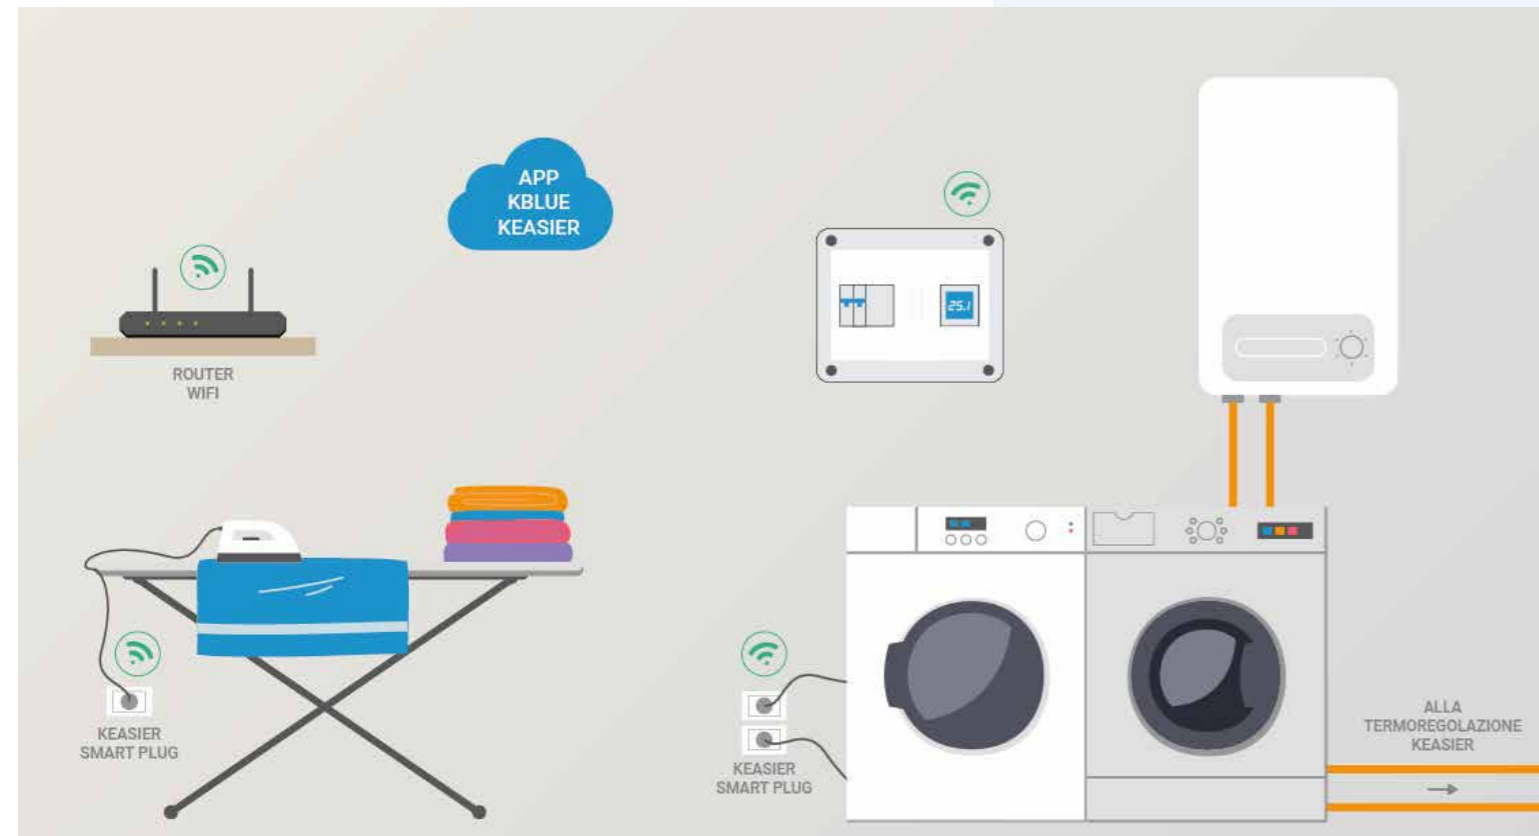 APP
KBLUE
KEASIER
25.1
ROUTER
WIFI
KEASIER
SMART PLUG
KEASIER
SMART PLUG
ALLA
TERMOREGOLAZIONE
KEASIER